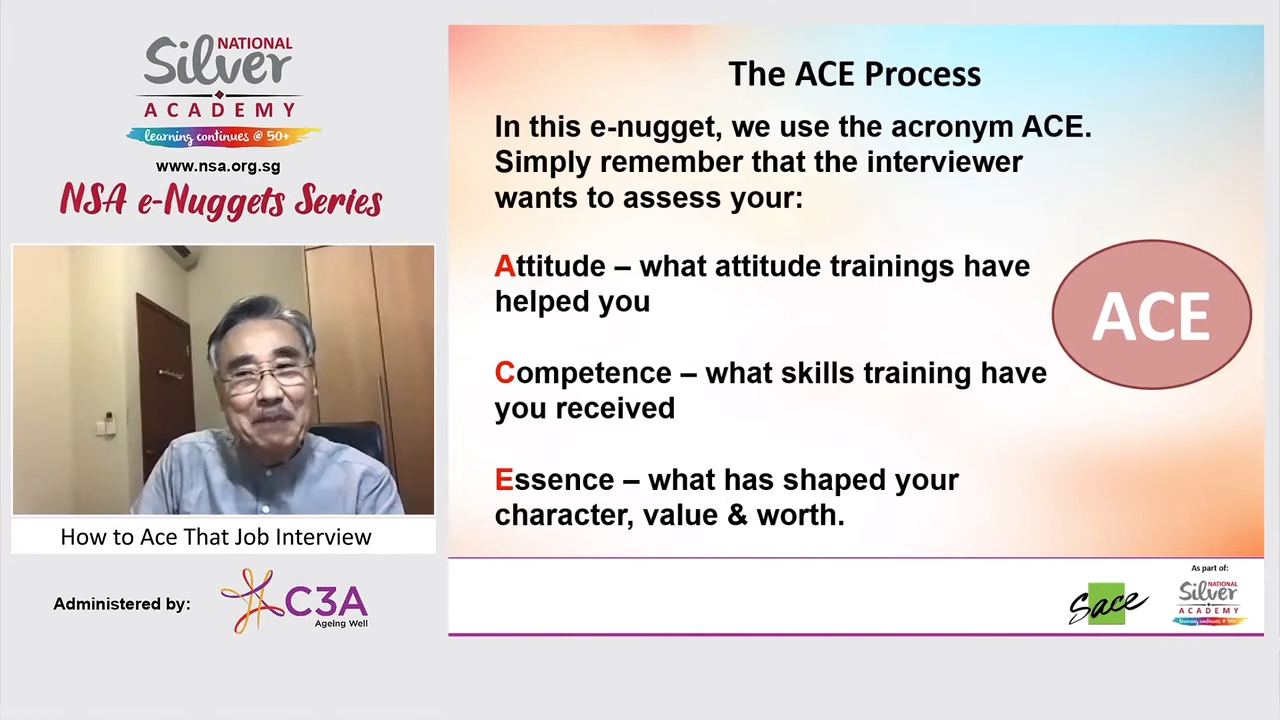 NATIONAL
Silver
ACADEMY
learning continues @ 50+
www.nsa.org.sg
NSA e-Nuggets Series
How to Ace That Job Interview
Administered by:
C3A
Ageing Well
The ACE Process
In this e-nugget, we use the acronym ACE.
Simply remember that the interviewer
wants to assess your:
Attitude – what attitude trainings have
helped you
Competence – what skills training have
you received
Essence – what has shaped your
character, value & worth.
ACE
Sace
As part of:
NATIONAL
Silver
ACADEMY
learning continues @ 50+